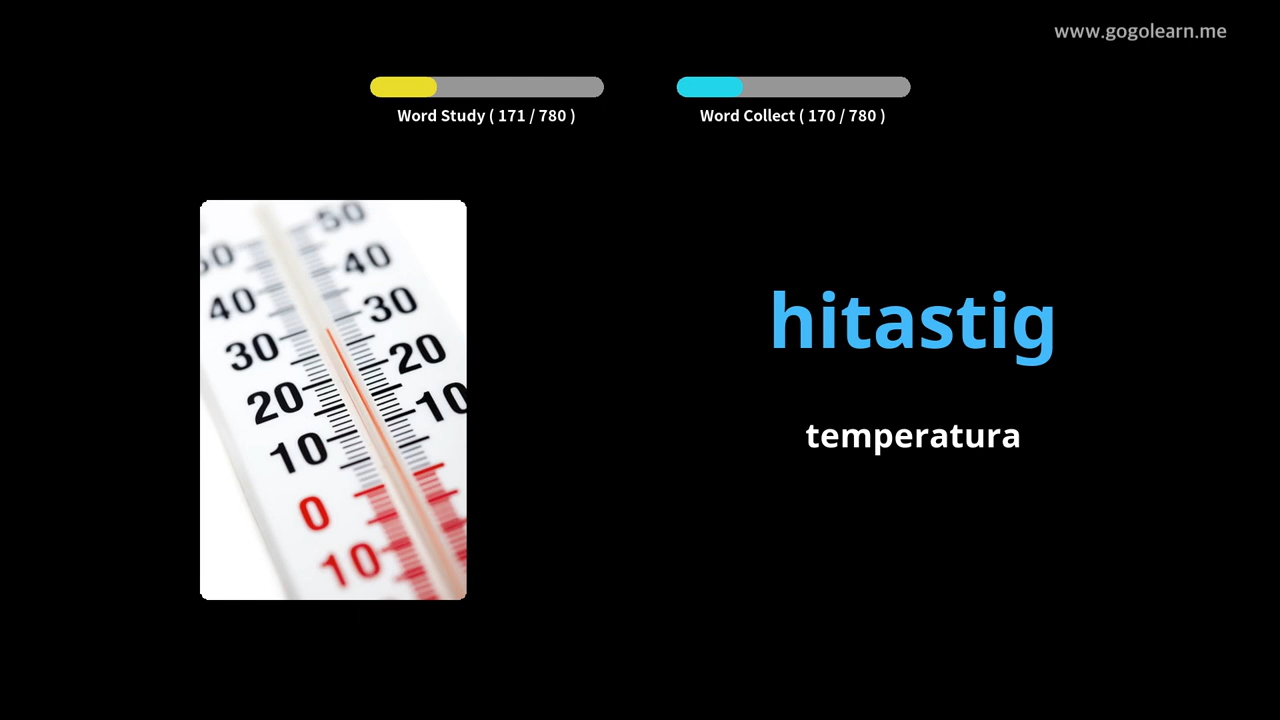 www.gogolearn.me
Word Study ( 171 / 780 )
Word Collect ( 170 / 780 )
50
50
40
40
30
30
20
20
10
10
0
10
hitastig
temperatura